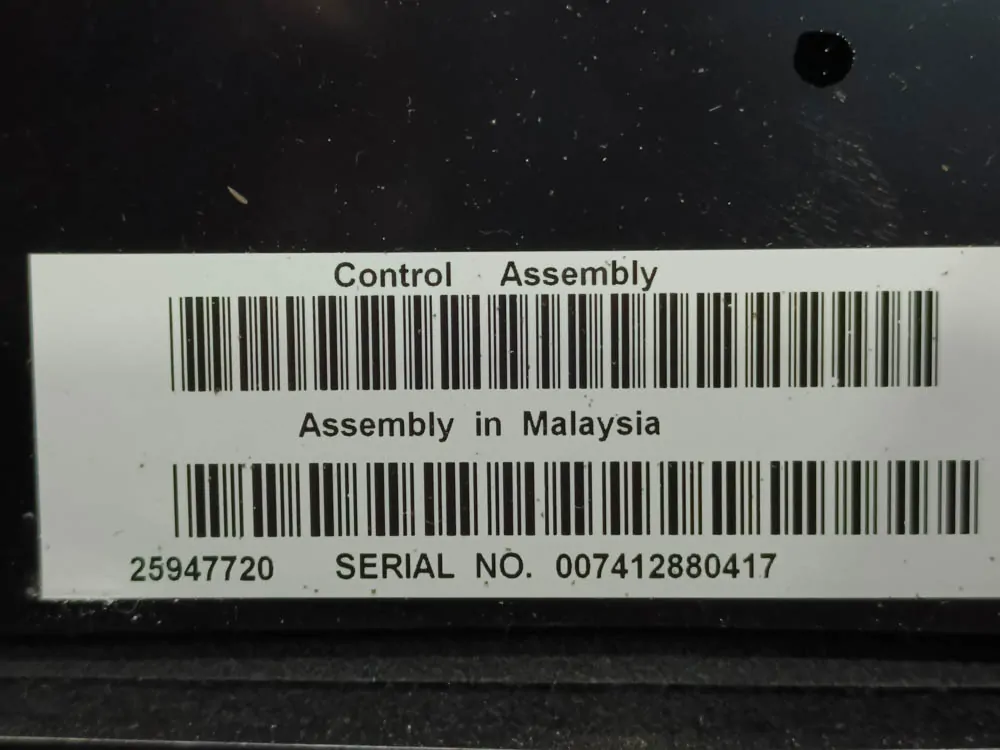 Control Assembly
Assembly in Malaysia
25947720 SERIAL NO. 007412880417